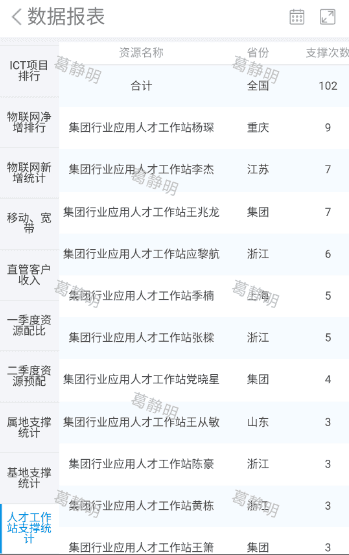 数据报表
资源名称 省份 支撑次数
ICT项目
排行
物联网净
增排行
物联网新
增统计
移动、宽
带
直管客户
收入
一季度资
源配比
二季度资
源预配
属地支撑
统计
基地支撑
统计
人才工作
站支撑统
计
合计 全国 102
集团行业应用人才工作站杨琛 重庆 9
集团行业应用人才工作站李杰 江苏 7
集团行业应用人才工作站王兆龙 集团 7
集团行业应用人才工作站应黎航 浙江 6
集团行业应用人才工作站季楠 上海 5
集团行业应用人才工作站张樑 浙江 5
集团行业应用人才工作站党晓星 集团 4
集团行业应用人才工作站王从敏 山东 3
集团行业应用人才工作站陈豪 浙江 3
集团行业应用人才工作站黄栋 浙江 3
集团行业应用人才工作站王箫 集团 3
葛静明
葛静明
葛静明
葛静明
葛静明
葛静明
葛静明
葛静明